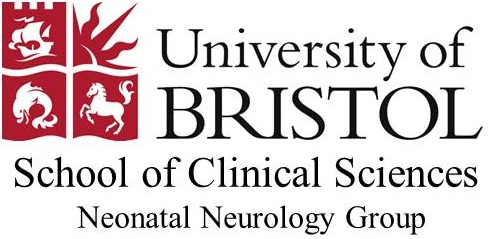 University of
BRISTOL
School of Clinical Sciences
Neonatal Neurology Group